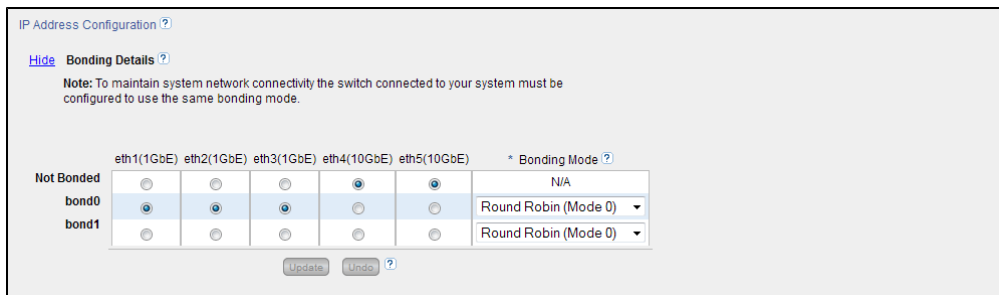 IP Address Configuration ?
Hide Bonding Details ?
Note: To maintain system network connectivity the switch connected to your system must be
configured to use the same bonding mode.
eth1(1GbE) eth2(1GbE) eth3(1GbE) eth4(10GbE) eth5(10GbE) * Bonding Mode ?
Not Bonded N/A
bond0 Round Robin (Mode 0)
bond1 Round Robin (Mode 0)
Update Undo ?